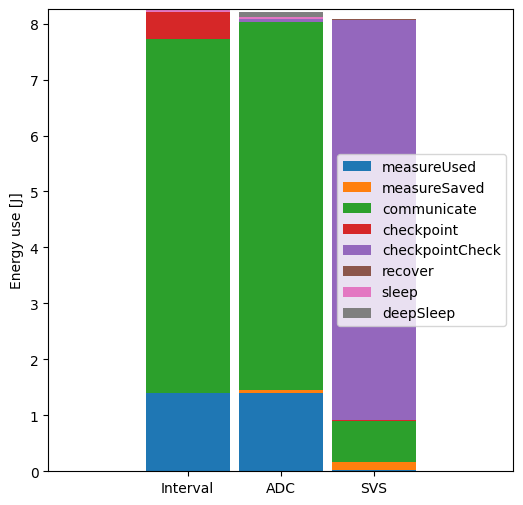 Energy use [J]
8
7
6
5
4
3
2
1
0
measureUsed
measureSaved
communicate
checkpoint
checkpointCheck
recover
sleep
deepSleep
Interval ADC SVS